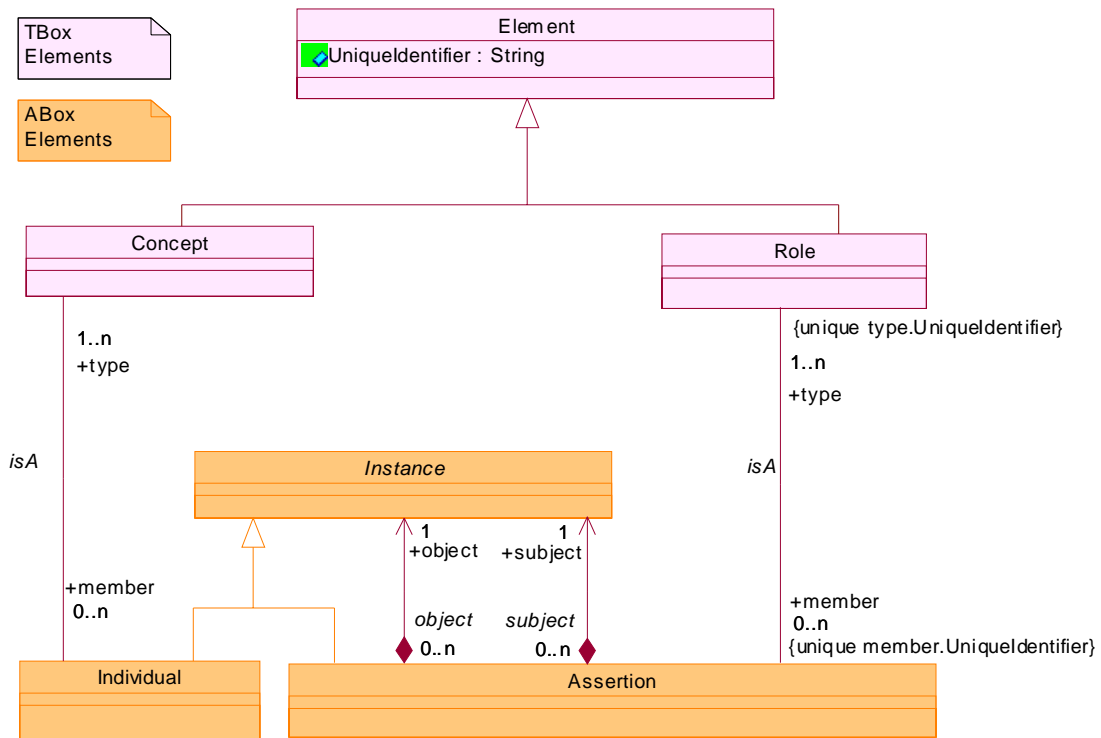 TBox
Elements
ABox
Elements
Element
UniqueIdentifier : String
Concept
Role
1..n
+type
{unique type.UniqueIdentifier}
1..n
+type
isA
isA
Instance
1
+object
1
+subject
+member
0..n
object
0..n
subject
0..n
+member
0..n
{unique member.UniqueIdentifier}
Individual
Assertion